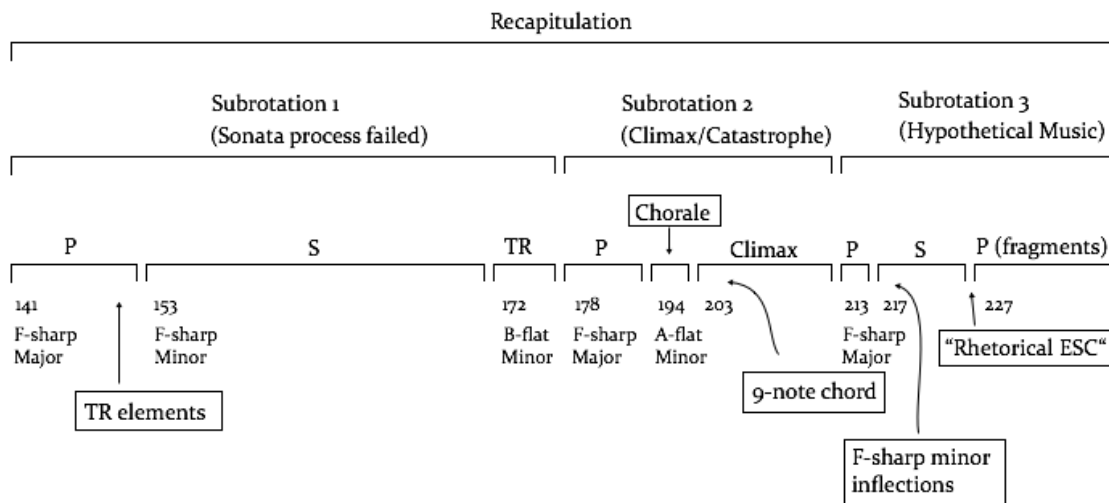 Recapitulation
Subrotation 1
(Sonata process failed)
Subrotation 2
(Climax/Catastrophe)
Subrotation 3
(Hypothetical Music)
Chorale
P
S
TR
P
Climax
P
S
P (fragments)
141
F-sharp
Major
153
F-sharp
Minor
172
B-flat
Minor
178
F-sharp
Major
194
A-flat
Minor
203
213
F-sharp
Major
217
227
"Rhetorical ESC“
TR elements
9-note chord
F-sharp minor
inflections